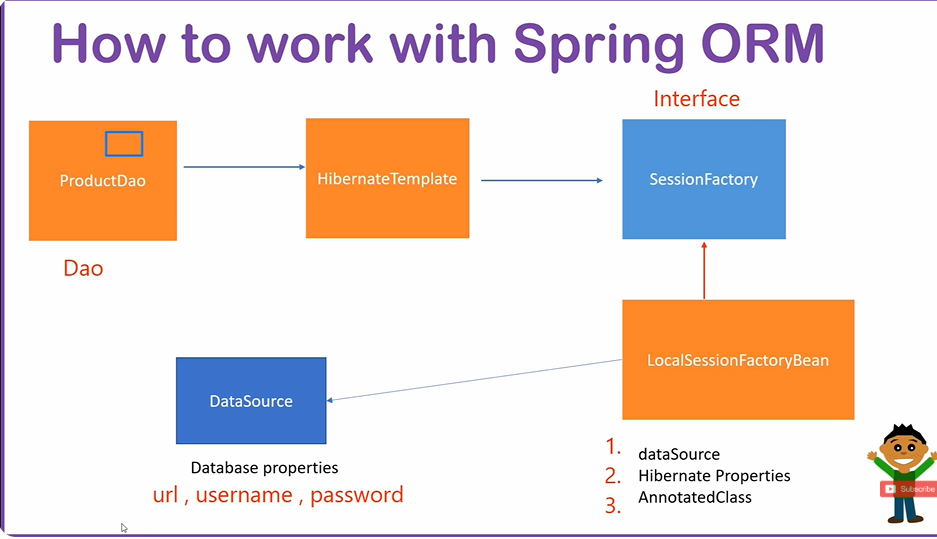 How to work with Spring ORM
Interface
ProductDao
HibernateTemplate
SessionFactory
Dao
LocalSessionFactoryBean
DataSource
Database properties
url , username , password
1. dataSource
2. Hibernate Properties
3. AnnotatedClass
Subscribe